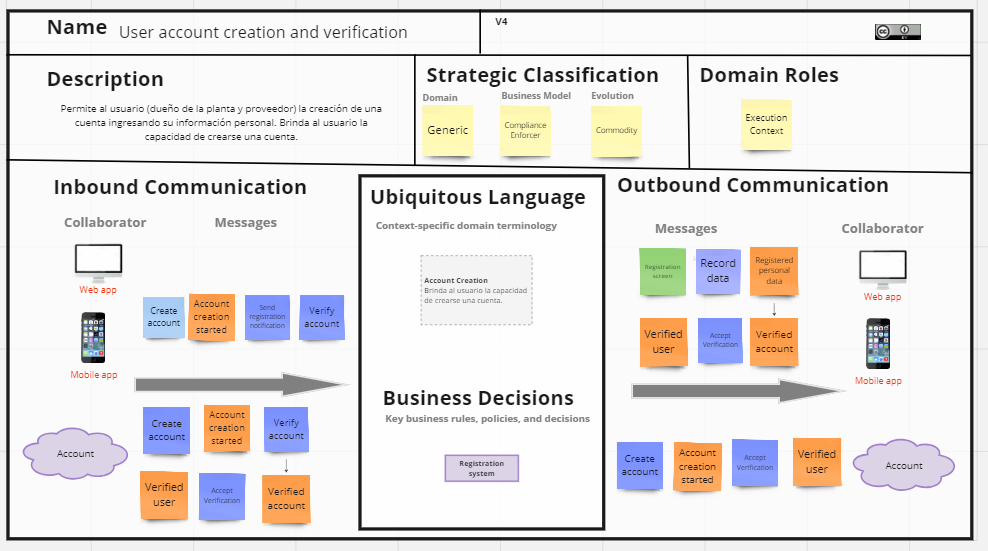 Name User account creation and verification
V4
Description
Permite al usuario (dueño de la planta y proveedor) la creación de una
cuenta ingresando su información personal. Brinda al usuario la
capacidad de crearse una cuenta.
Strategic Classification
Domain
Business Model
Evolution
Generic
Compliance
Enforcer
Commodity
Domain Roles
Execution
Context
Inbound Communication
Collaborator
Messages
Web app
Mobile app
Create
account
Account
creation
started
Send
registration
notification
Verify
account
Account
Create
account
Account
creation
started
Verify
account
Verified
user
Accept
Verification
Verified
account
Ubiquitous Language
Context-specific domain terminology
Account Creation
Brinda al usuario la capacidad
de crearse una cuenta.
Business Decisions
Key business rules, policies, and decisions
Registration
system
Outbound Communication
Messages
Collaborator
Registration
screen
Record
data
Registered
personal
data
Verified
user
Accept
Verification
Verified
account
Web app
Mobile app
Create
account
Account
creation
started
Accept
Verification
Verified
user
Account